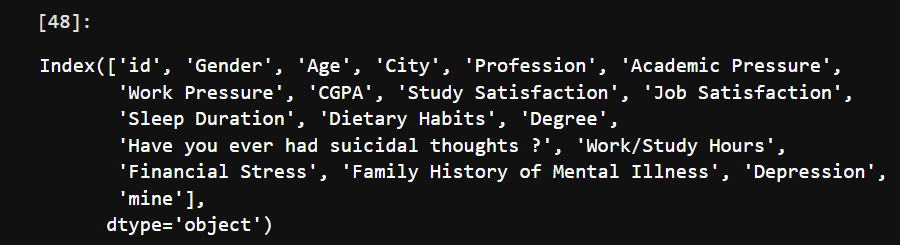 [48]:
Index(['id', 'Gender', 'Age', 'City', 'Profession', 'Academic Pressure',
'Work Pressure', 'CGPA', 'Study Satisfaction', 'Job Satisfaction',
'Sleep Duration', 'Dietary Habits', 'Degree',
'Have you ever had suicidal thoughts ?', 'Work/Study Hours',
'Financial Stress', 'Family History of Mental Illness', 'Depression',
'mine'],
dtype='object')